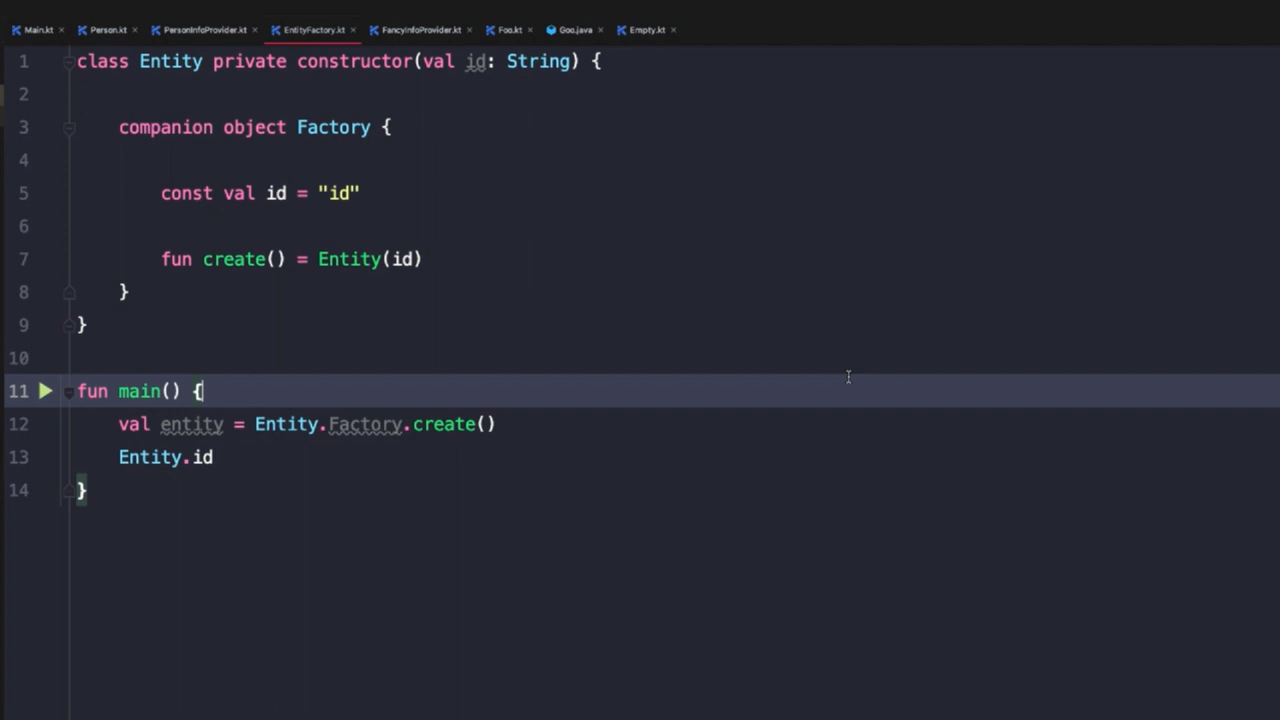 Main.kt Person.kt PersonInfoProvider.kt EntityFactory.kt FancyInfoProvider.kt Foo.kt Goo.java Empty.kt
1 class Entity private constructor(val id: String) {
2
3 companion object Factory {
4
5 const val id = "id"
6
7 fun create() = Entity(id)
8 }
9 }
10
11 fun main() {
12 val entity = Entity.Factory.create()
13 Entity.id
14 }